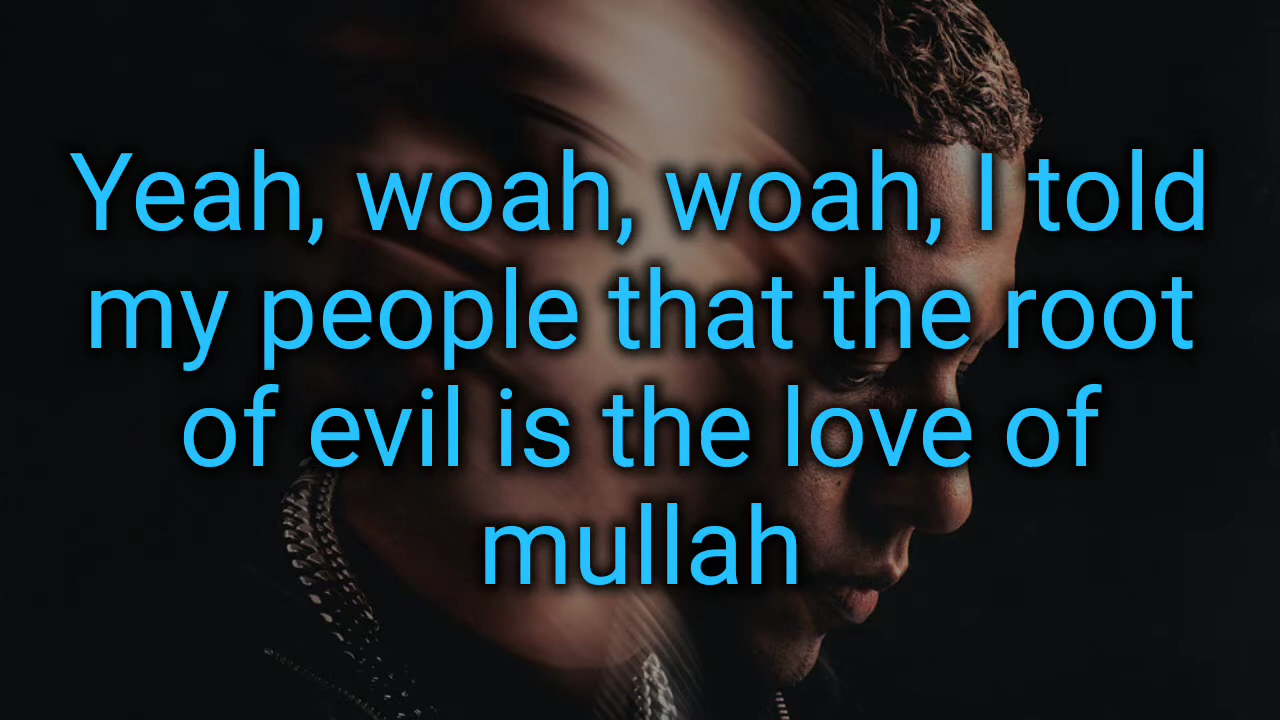 Yeah, woah, woah, I told
my people that the root
of evil is the love of
mullah